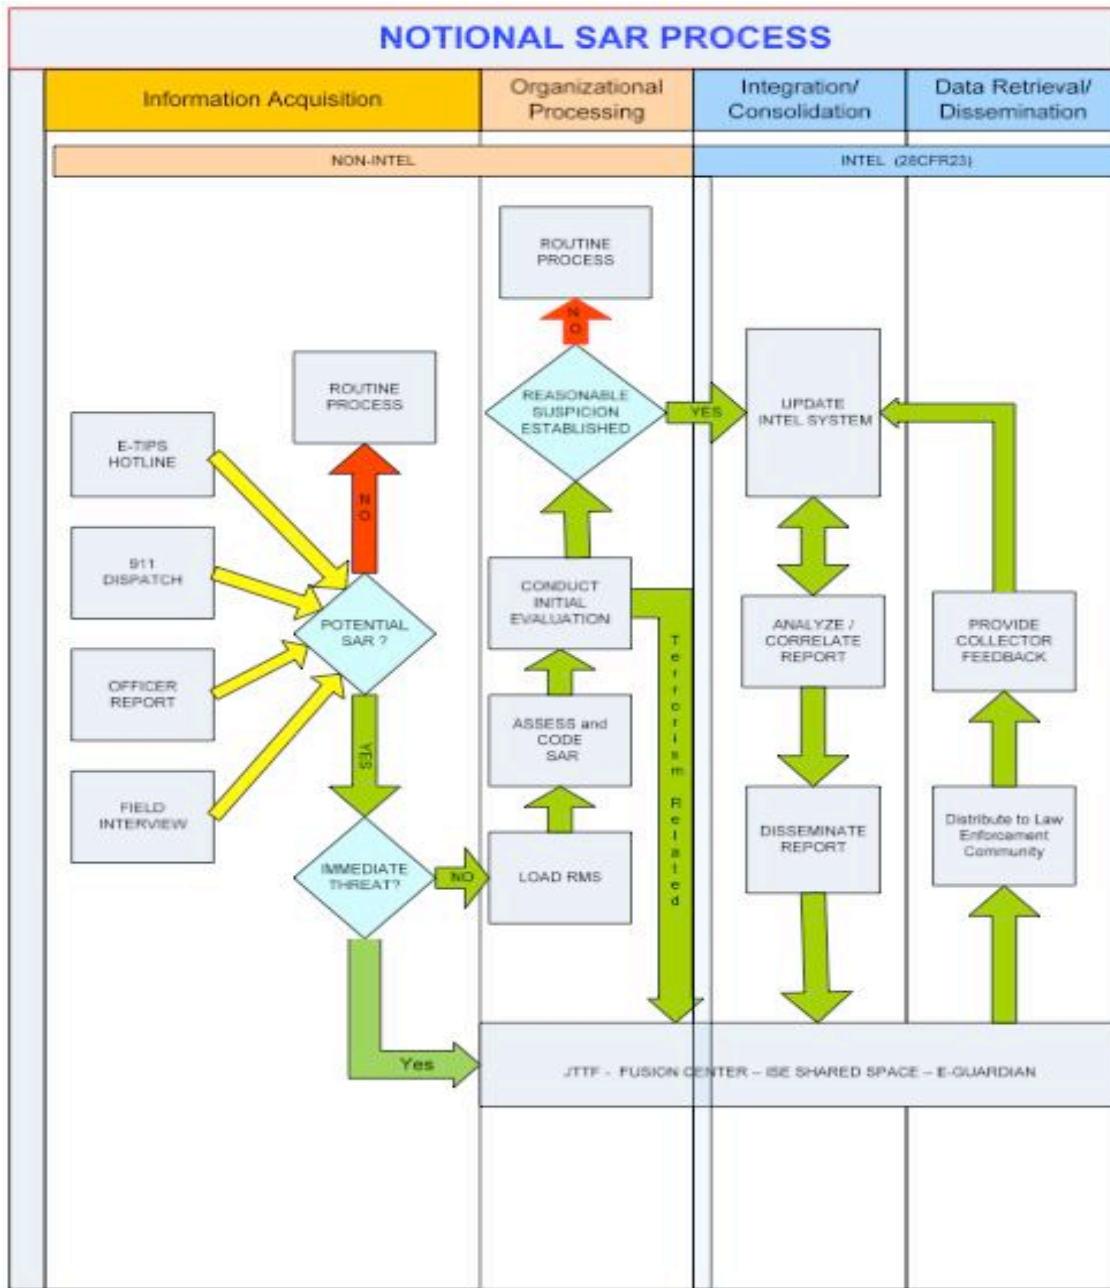 NOTIONAL SAR PROCESS
Information Acquisition
Organizational
Processing
Integration/
Consolidation
Data Retrieval/
Dissemination
NON-INTEL
INTEL (28CFR23)
ROUTINE
PROCESS
NO
ROUTINE
PROCESS
REASONABLE
SUSPICION
ESTABLISHED
YES
UPDATE
INTEL SYSTEM
E-TIPS
HOTLINE
NO
911
DISPATCH
POTENTIAL
SAR ?
CONDUCT
INITIAL
EVALUATION
ANALYZE /
CORRELATE
REPORT
PROVIDE
COLLECTOR
FEEDBACK
OFFICER
REPORT
YES
ASSESS and
CODE
SAR
Terrorism Related
FIELD
INTERVIEW
DISSEMINATE
REPORT
Distribute to Law
Enforcement
Community
IMMEDIATE
THREAT?
NO
LOAD RMS
Yes
JTTF - FUSION CENTER – ISE SHARED SPACE – E-GUARDIAN